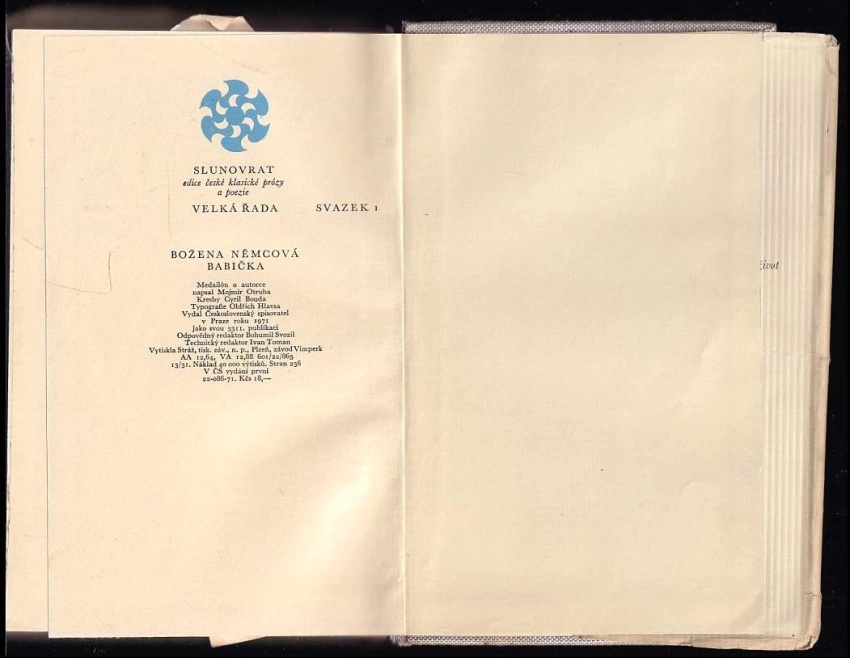 SLUNOVRAT
edice české klasické prózy
a poezie
VELKÁ ŘADA SVAZEK 1
BOŽENA NĚMCOVÁ
BABIČKA
Medailón o autorce
napsal Mojmír Otruba
Kresby Cyril Bouda
Typografie Oldřich Hlavsa
Vydal Československý spisovatel
v Praze roku 1971
jako svou 3311. publikaci
Odpovědný redaktor Bohumil Svozil
Technický redaktor Ivan Toman
Vytiskla Stráž, tisk. záv., n. p., Plzeň, závod Vimperk
AA 12,64, VA 12,88 601/22/865
13/31. Náklad 40 000 výtisků. Stran 236
V ČS vydání první
22-086-71. Kčs 18,—
život